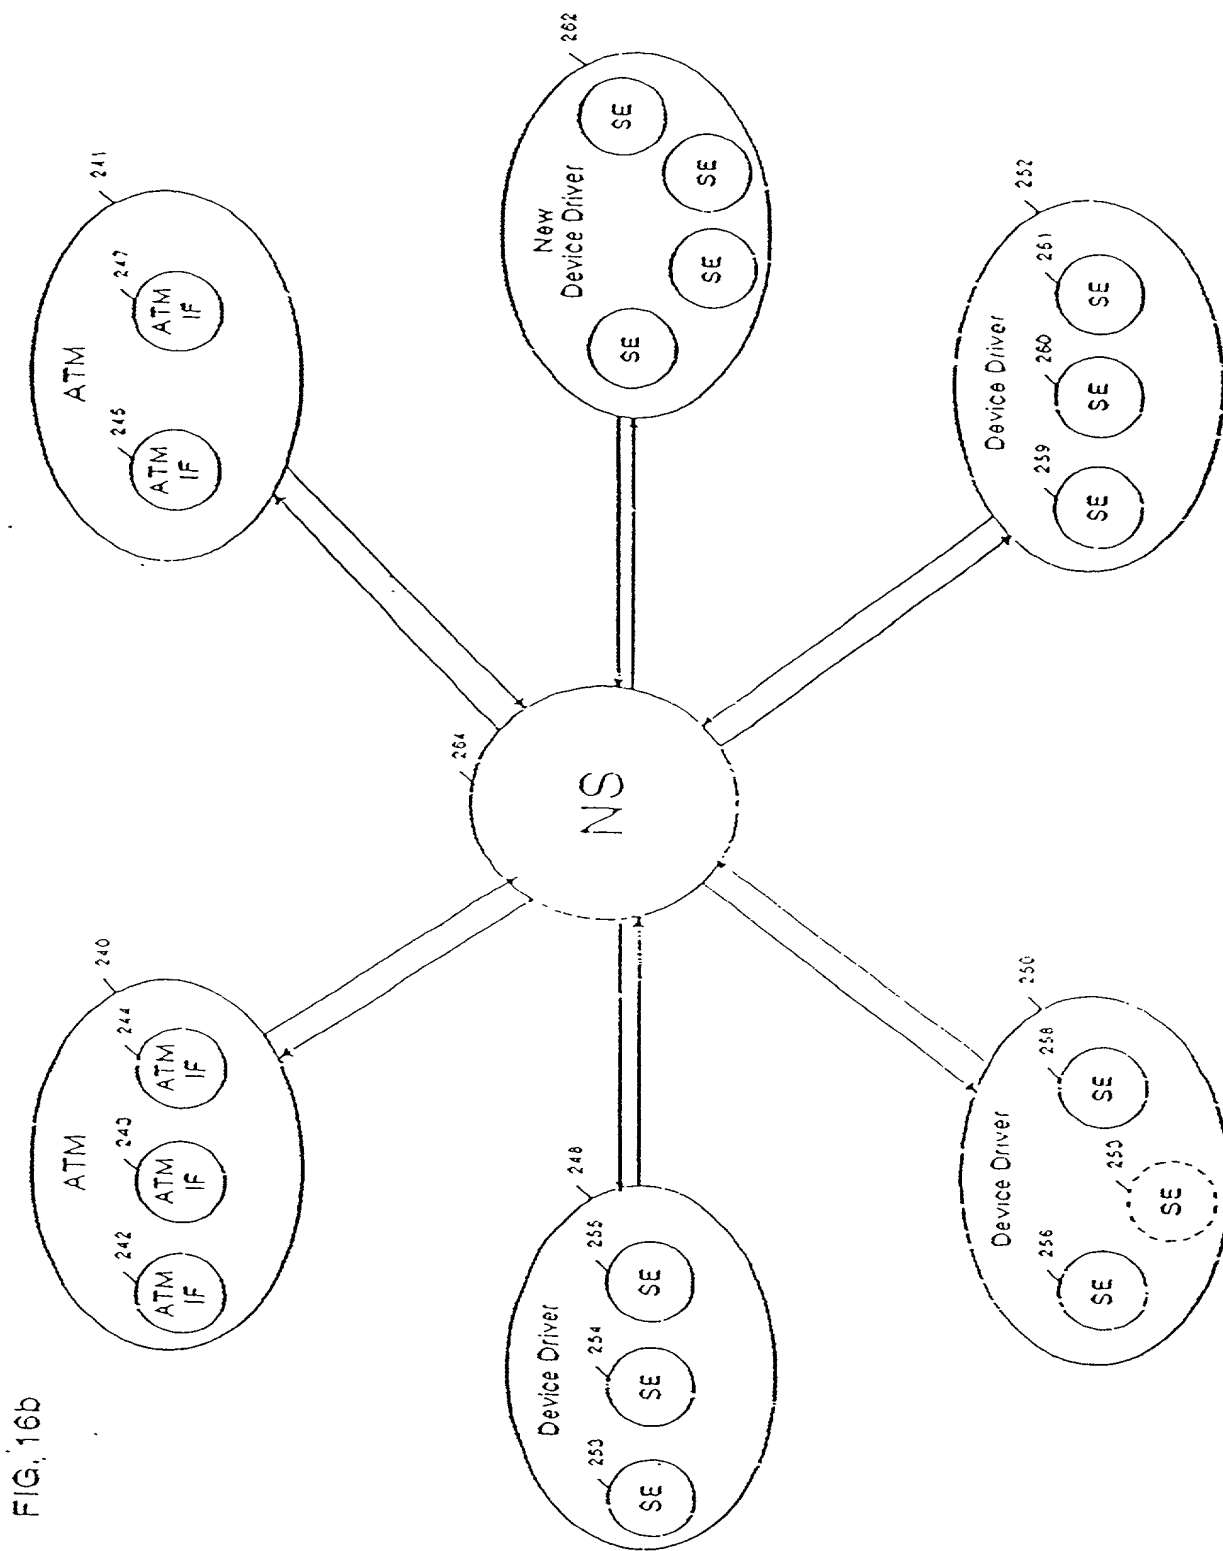 FIG. 16b
240
ATM
242
ATM
IF
243
ATM
IF
244
ATM
IF
241
ATM
245
ATM
IF
247
ATM
IF
248
Device Driver
253
SE
254
SE
255
SE
264
NS
262
New
Device Driver
SE
SE
SE
SE
250
Device Driver
256
SE
253
SE
258
SE
252
Device Driver
259
SE
260
SE
251
SE